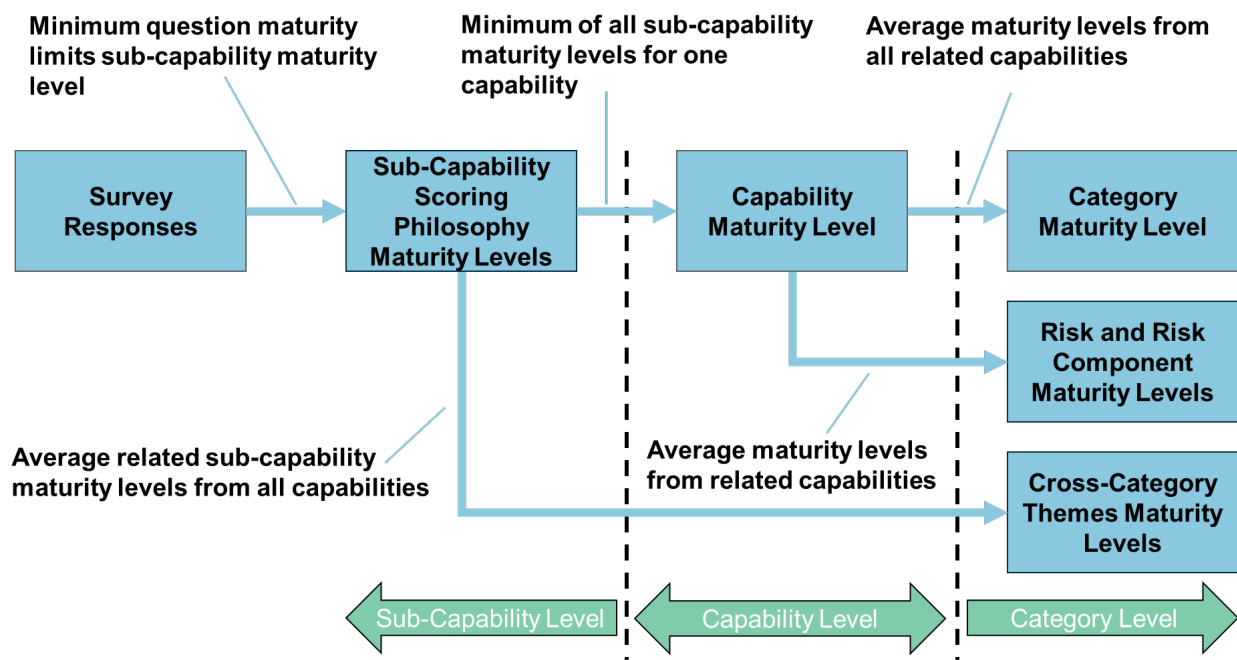 Minimum question maturity
limits sub-capability maturity
level
Minimum of all sub-capability
maturity levels for one
capability
Average maturity levels from
all related capabilities
Survey
Responses
Sub-Capability
Scoring
Philosophy
Maturity Levels
Capability
Maturity Level
Category
Maturity Level
Risk and Risk
Component
Maturity Levels
Average related sub-capability
maturity levels from all capabilities
Average maturity levels
from related capabilities
Cross-Category
Themes Maturity
Levels
Sub-Capability Level
Capability Level
Category Level